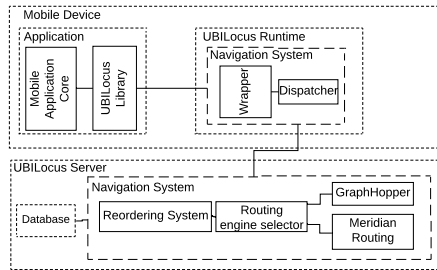 Mobile Device
Application
Mobile
Application
Core
UBILocus
Library
UBILocus Runtime
Navigation System
Wrapper
Dispatcher
UBILocus Server
Navigation System
Database
Reordering System
Routing
engine selector
GraphHopper
Meridian
Routing